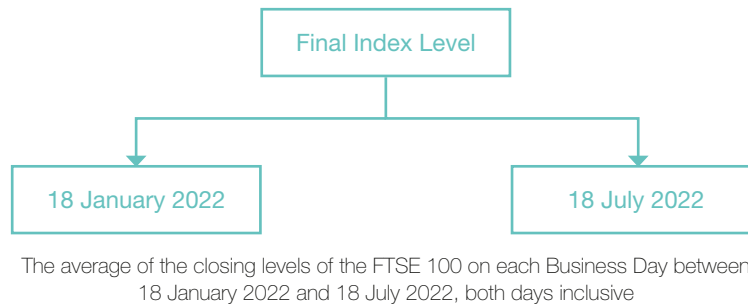 Final Index Level
18 January 2022
18 July 2022
The average of the closing levels of the FTSE 100 on each Business Day between
18 January 2022 and 18 July 2022, both days inclusive